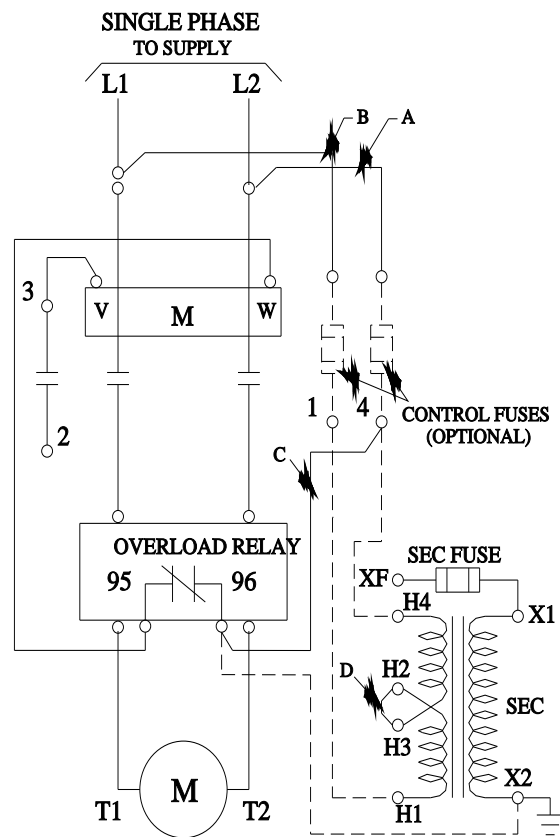 SINGLE PHASE
TO SUPPLY
L1 L2
B A
3 V M W
1 4 CONTROL FUSES
(OPTIONAL)
2
C
OVERLOAD RELAY
95 96
SEC FUSE
XF
H4 X1
D H2
SEC
H3
X2
T1 M T2 H1